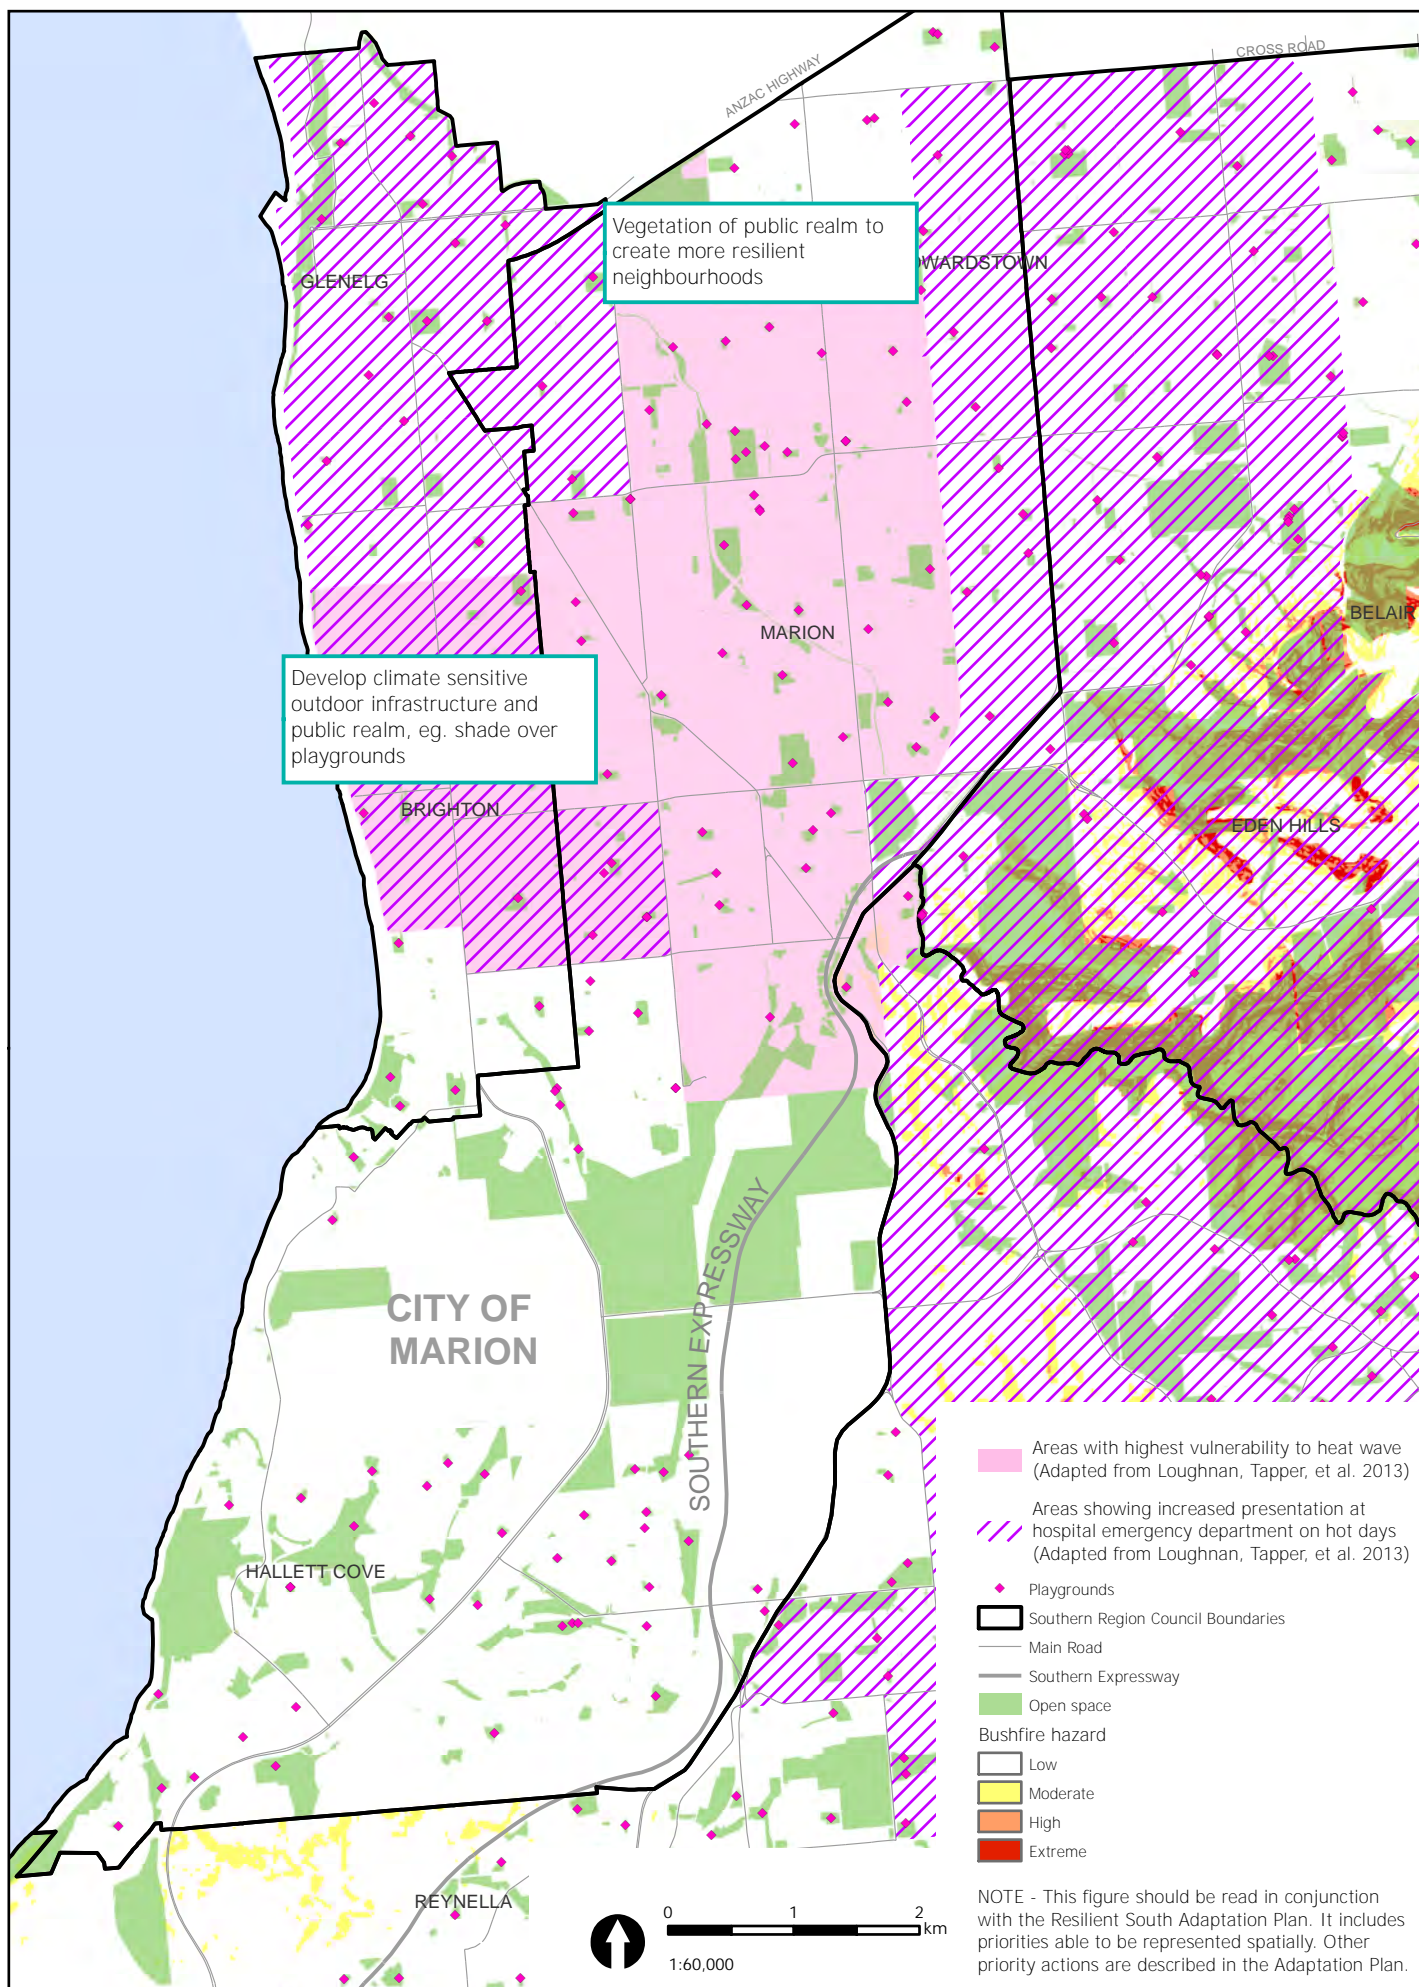 CROSS ROAD
ANZAC HIGHWAY
Vegetation of public realm to
create more resilient
neighbourhoods
WARDSTOWN
GLENELG
BELAIR
MARION
Develop climate sensitive
outdoor infrastructure and
public realm, eg. shade over
playgrounds
BRIGHTON
EDEN HILLS
SOUTHERN EXPRESSWAY
CITY OF
MARION
HALLETT COVE
REYNELLA
Areas with highest vulnerability to heat wave
(Adapted from Loughnan, Tapper, et al. 2013)
Areas showing increased presentation at
hospital emergency department on hot days
(Adapted from Loughnan, Tapper, et al. 2013)
Playgrounds
Southern Region Council Boundaries
Main Road
Southern Expressway
Open space
Bushfire hazard
Low
Moderate
High
Extreme
0 1 2
km
1:60,000
NOTE - This figure should be read in conjunction
with the Resilient South Adaptation Plan. It includes
priorities able to be represented spatially. Other
priority actions are described in the Adaptation Plan.